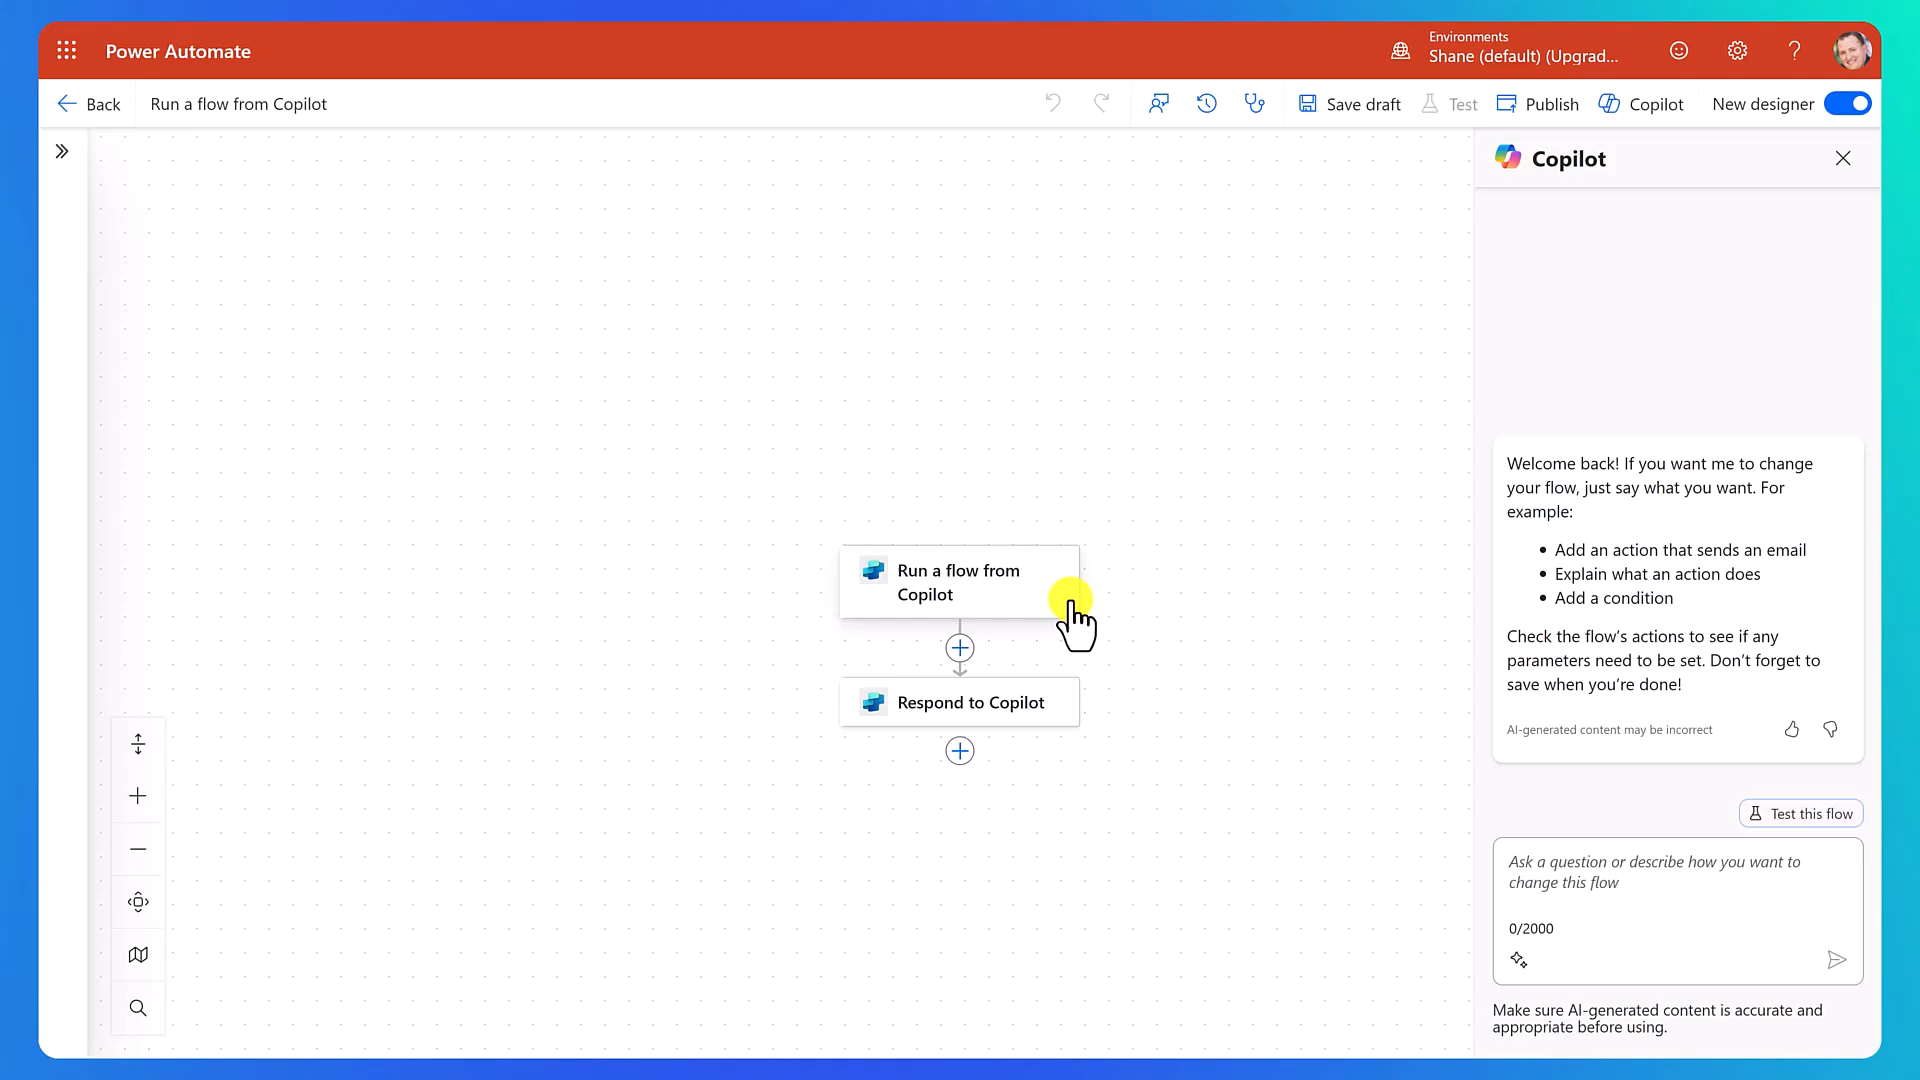 Power Automate
Environments
Shane (default) (Upgrad...
Back
Run a flow from Copilot
Save draft
Test
Publish
Copilot
New designer
Copilot
Welcome back! If you want me to change
your flow, just say what you want. For
example:
• Add an action that sends an email
• Explain what an action does
• Add a condition
Check the flow's actions to see if any
parameters need to be set. Don't forget to
save when you're done!
AI-generated content may be incorrect
Run a flow from
Copilot
Respond to Copilot
Test this flow
Ask a question or describe how you want to
change this flow
0/2000
Make sure AI-generated content is accurate and
appropriate before using.